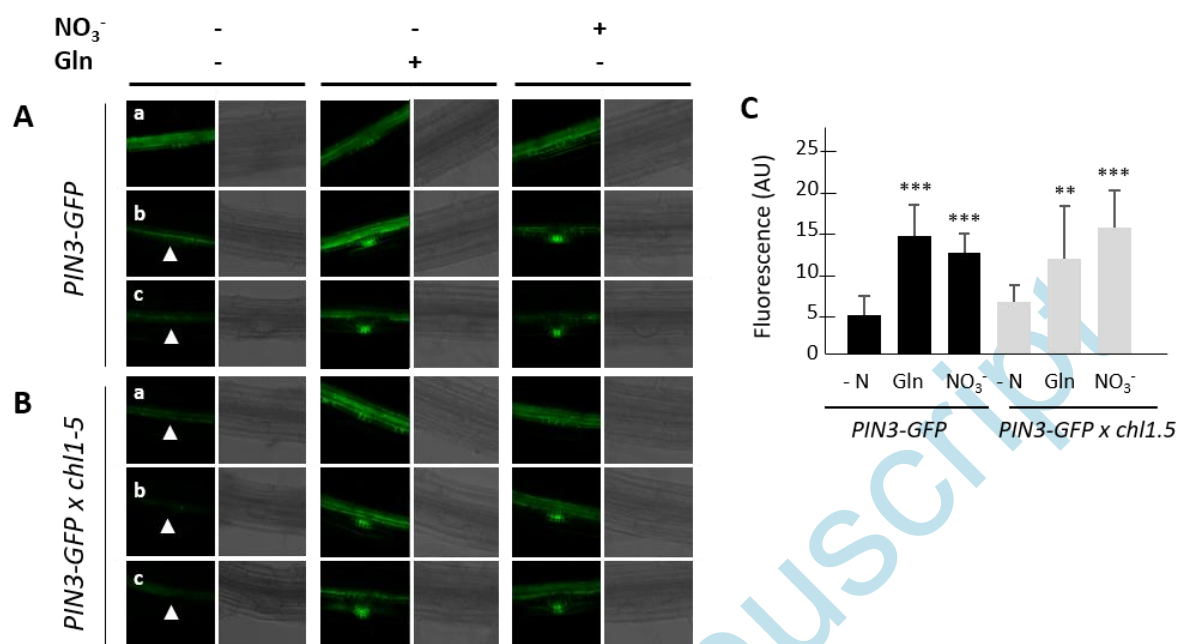 NO₃⁻ - - +
Gln - + -
A
PIN3-GFP
a
b
c
B
PIN3-GFP x chl1-5
a
b
c
C
Fluorescence (AU)
25
20
15
10
5
0
*** *** ** ***
- N Gln NO₃⁻ - N Gln NO₃⁻
PIN3-GFP PIN3-GFP x chl1.5
uscript